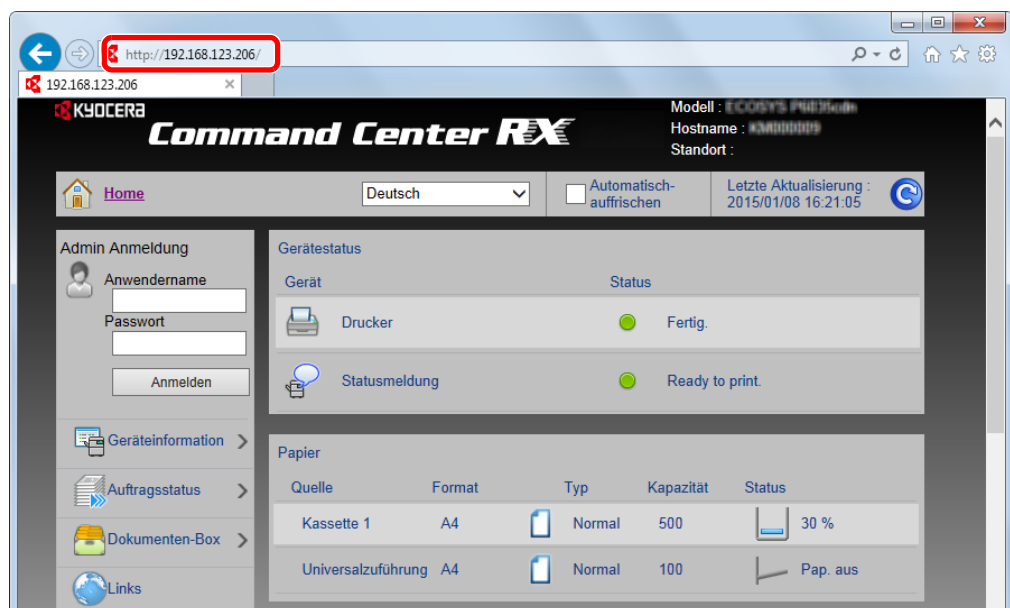 http://192.168.123.206/
192.168.123.206
KYOCERA
Command Center RX
Modell :
Hostname :
Standort :
Home
Deutsch
Automatisch-
auffrischen
Letzte Aktualisierung :
2015/01/08 16:21:05
Admin Anmeldung
Anwendername
Passwort
Anmelden
Geräteinformation
Auftragsstatus
Dokumenten-Box
Links
Gerätestatus
Gerät Status
Drucker Fertig.
Statusmeldung Ready to print.
Papier
Quelle Format Typ Kapazität Status
Kassette 1 A4 Normal 500 30 %
Universalzuführung A4 Normal 100 Pap. aus